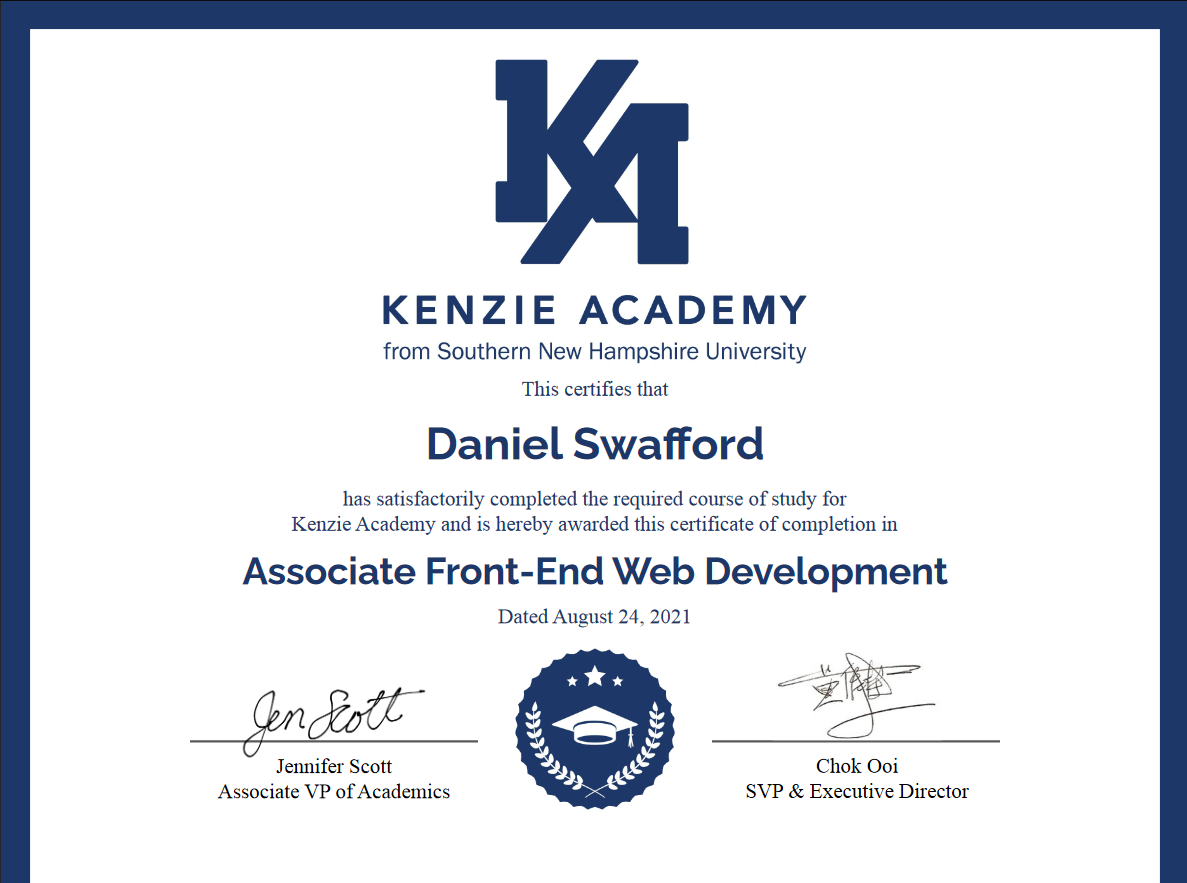 KA
KENZIE ACADEMY
from Southern New Hampshire University
This certifies that
Daniel Swafford
has satisfactorily completed the required course of study for
Kenzie Academy and is hereby awarded this certificate of completion in
Associate Front-End Web Development
Dated August 24, 2021
Jen Scott
Jennifer Scott
Associate VP of Academics
Chok Ooi
SVP & Executive Director